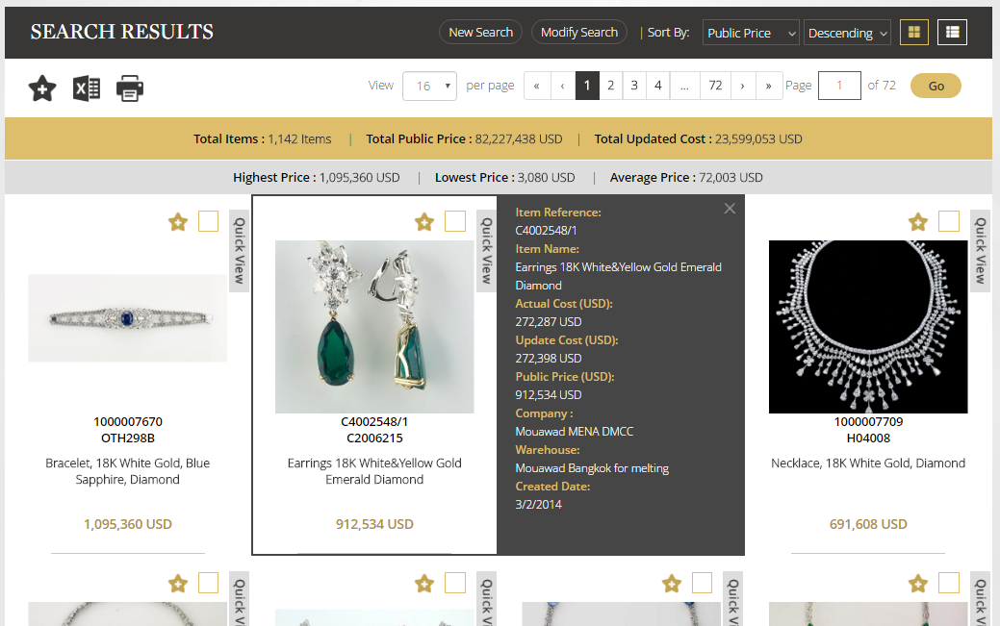 SEARCH RESULTS
New Search
Modify Search
| Sort By:
Public Price
Descending
View
16
per page
«
‹
1
2
3
4
...
72
›
»
Page
1
of 72
Go
Total Items : 1,142 Items | Total Public Price : 82,227,438 USD | Total Updated Cost : 23,599,053 USD
Highest Price : 1,095,360 USD | Lowest Price : 3,080 USD | Average Price : 72,003 USD
Quick View
1000007670
OTH298B
Bracelet, 18K White Gold, Blue
Sapphire, Diamond
1,095,360 USD
Quick View
C4002548/1
C2006215
Earrings 18K White&Yellow Gold
Emerald Diamond
912,534 USD
Item Reference:
C4002548/1
Item Name:
Earrings 18K White&Yellow Gold Emerald
Diamond
Actual Cost (USD):
272,287 USD
Update Cost (USD):
272,398 USD
Public Price (USD):
912,534 USD
Company :
Mouawad MENA DMCC
Warehouse:
Mouawad Bangkok for melting
Created Date:
3/2/2014
Quick View
1000007709
H04008
Necklace, 18K White Gold, Diamond
691,608 USD
Quick V
Quick V
Quick V
Quick V